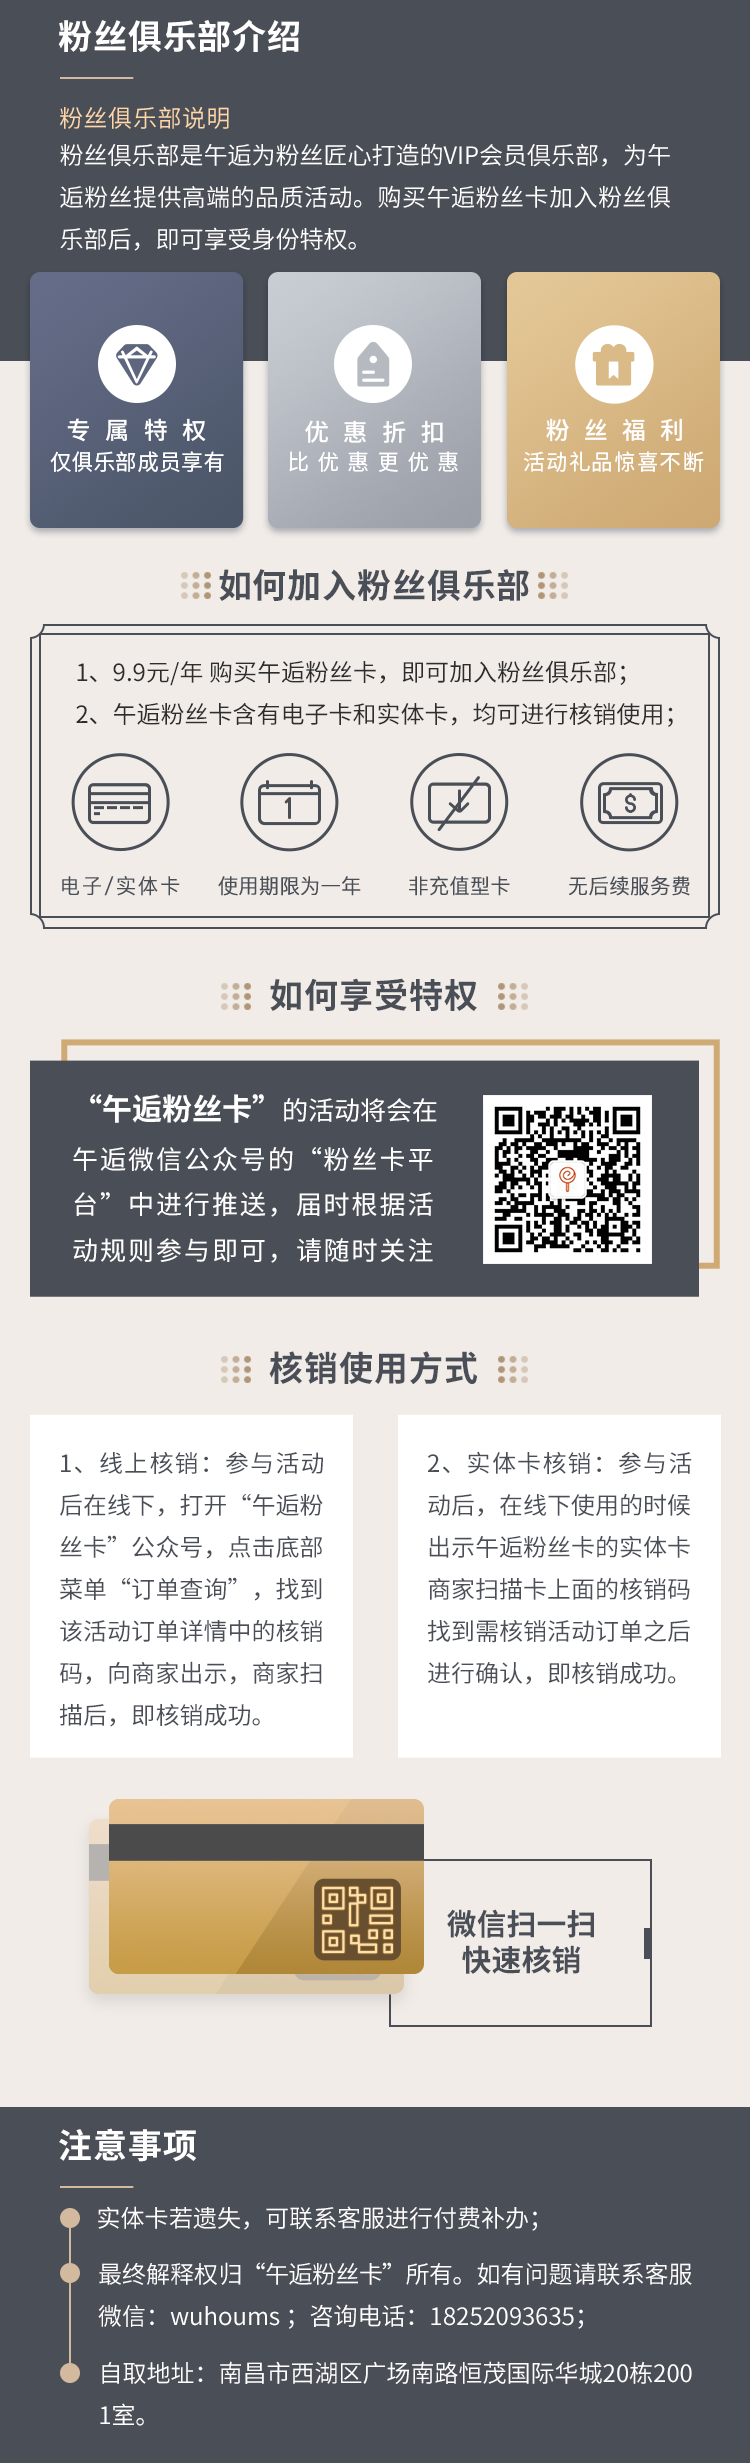 粉丝俱乐部介绍
粉丝俱乐部说明
粉丝俱乐部是午逅为粉丝匠心打造的VIP会员俱乐部，为午
逅粉丝提供高端的品质活动。购买午逅粉丝卡加入粉丝俱
乐部后，即可享受身份特权。
专属特权
仅俱乐部成员享有
优惠折扣
比优惠更优惠
粉丝福利
活动礼品惊喜不断
如何加入粉丝俱乐部
1、9.9元/年 购买午逅粉丝卡，即可加入粉丝俱乐部；
2、午逅粉丝卡含有电子卡和实体卡，均可进行核销使用；
1
$
电子/实体卡
使用期限为一年
非充值型卡
无后续服务费
如何享受特权
“午逅粉丝卡”的活动将会在
午逅微信公众号的“粉丝卡平
台”中进行推送，届时根据活
动规则参与即可，请随时关注
核销使用方式
1、线上核销：参与活动
后在线下，打开“午逅粉
丝卡”公众号，点击底部
菜单“订单查询”，找到
该活动订单详情中的核销
码，向商家出示，商家扫
描后，即核销成功。
2、实体卡核销：参与活
动后，在线下使用的时候
出示午逅粉丝卡的实体卡
商家扫描卡上面的核销码
找到需核销活动订单之后
进行确认，即核销成功。
微信扫一扫
快速核销
注意事项
实体卡若遗失，可联系客服进行付费补办；
最终解释权归“午逅粉丝卡”所有。如有问题请联系客服
微信：wuhoums ；咨询电话：18252093635；
自取地址：南昌市西湖区广场南路恒茂国际华城20栋200
1室。